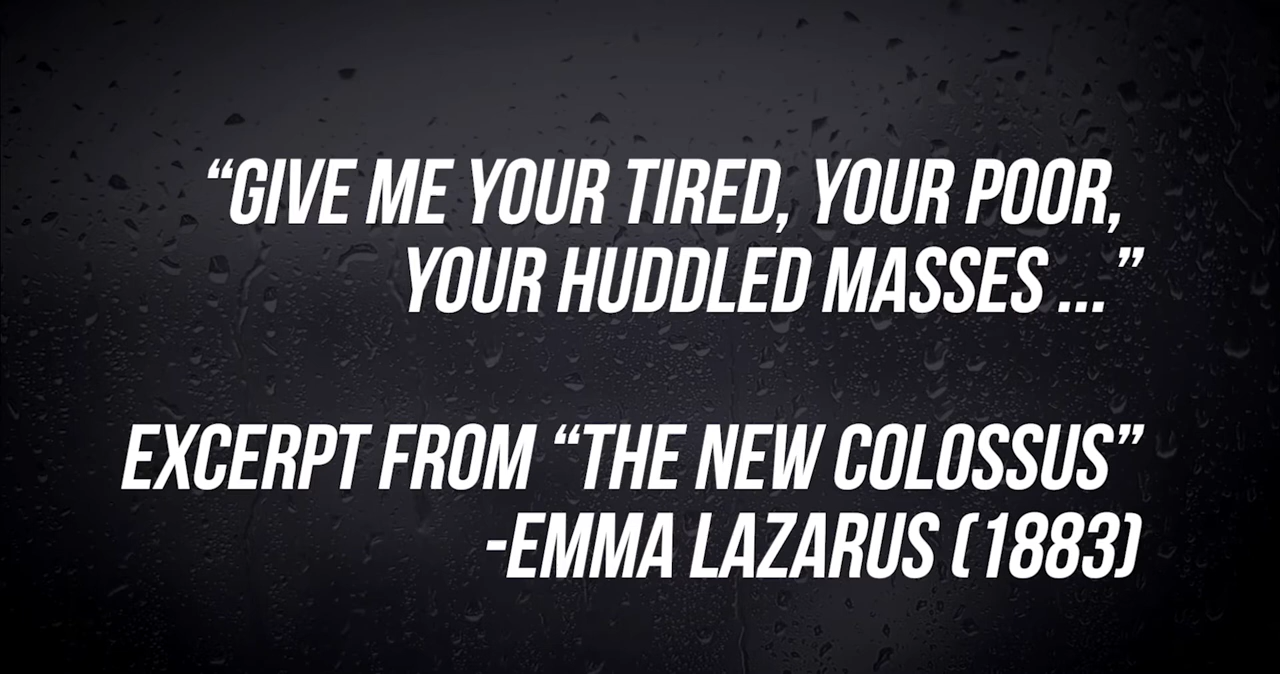 “GIVE ME YOUR TIRED, YOUR POOR,
YOUR HUDDLED MASSES ...”
EXCERPT FROM “THE NEW COLOSSUS”
-EMMA LAZARUS (1883)